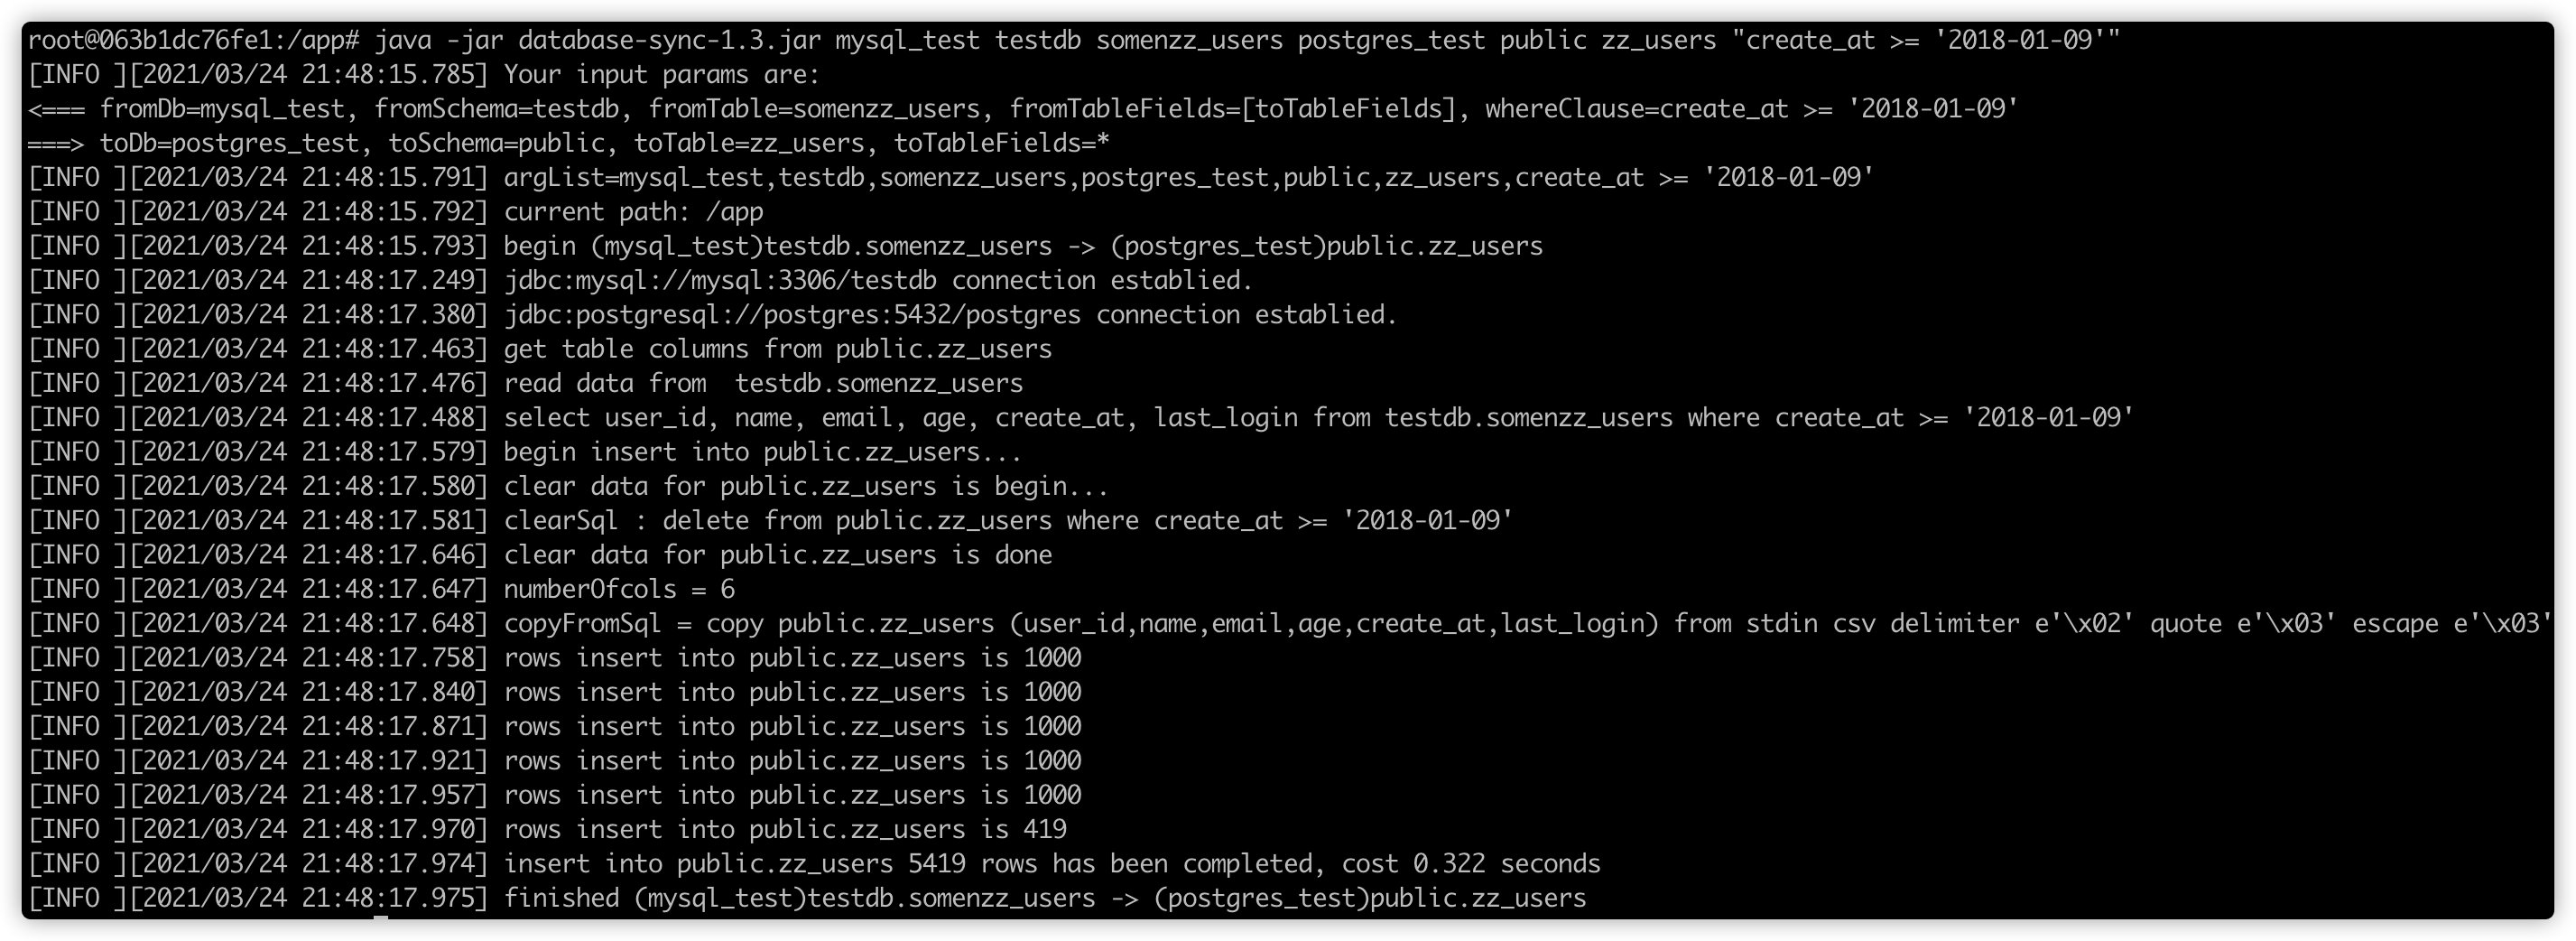 root@063b1dc76fe1:/app# java -jar database-sync-1.3.jar mysql_test testdb somenzz_users postgres_test public zz_users "create_at >= '2018-01-09'"
[INFO ][2021/03/24 21:48:15.785] Your input params are:
<=== fromDb=mysql_test, fromSchema=testdb, fromTable=somenzz_users, fromTableFields=[toTableFields], whereClause=create_at >= '2018-01-09'
===> toDb=postgres_test, toSchema=public, toTable=zz_users, toTableFields=*
[INFO ][2021/03/24 21:48:15.791] argList=mysql_test,testdb,somenzz_users,postgres_test,public,zz_users,create_at >= '2018-01-09'
[INFO ][2021/03/24 21:48:15.792] current path: /app
[INFO ][2021/03/24 21:48:15.793] begin (mysql_test)testdb.somenzz_users -> (postgres_test)public.zz_users
[INFO ][2021/03/24 21:48:17.249] jdbc:mysql://mysql:3306/testdb connection establied.
[INFO ][2021/03/24 21:48:17.380] jdbc:postgresql://postgres:5432/postgres connection establied.
[INFO ][2021/03/24 21:48:17.463] get table columns from public.zz_users
[INFO ][2021/03/24 21:48:17.476] read data from  testdb.somenzz_users
[INFO ][2021/03/24 21:48:17.488] select user_id, name, email, age, create_at, last_login from testdb.somenzz_users where create_at >= '2018-01-09'
[INFO ][2021/03/24 21:48:17.579] begin insert into public.zz_users...
[INFO ][2021/03/24 21:48:17.580] clear data for public.zz_users is begin...
[INFO ][2021/03/24 21:48:17.581] clearSql : delete from public.zz_users where create_at >= '2018-01-09'
[INFO ][2021/03/24 21:48:17.646] clear data for public.zz_users is done
[INFO ][2021/03/24 21:48:17.647] numberOfcols = 6
[INFO ][2021/03/24 21:48:17.648] copyFromSql = copy public.zz_users (user_id,name,email,age,create_at,last_login) from stdin csv delimiter e'\x02' quote e'\x03' escape e'\x03'
[INFO ][2021/03/24 21:48:17.758] rows insert into public.zz_users is 1000
[INFO ][2021/03/24 21:48:17.840] rows insert into public.zz_users is 1000
[INFO ][2021/03/24 21:48:17.871] rows insert into public.zz_users is 1000
[INFO ][2021/03/24 21:48:17.921] rows insert into public.zz_users is 1000
[INFO ][2021/03/24 21:48:17.957] rows insert into public.zz_users is 1000
[INFO ][2021/03/24 21:48:17.970] rows insert into public.zz_users is 419
[INFO ][2021/03/24 21:48:17.974] insert into public.zz_users 5419 rows has been completed, cost 0.322 seconds
[INFO ][2021/03/24 21:48:17.975] finished (mysql_test)testdb.somenzz_users -> (postgres_test)public.zz_users